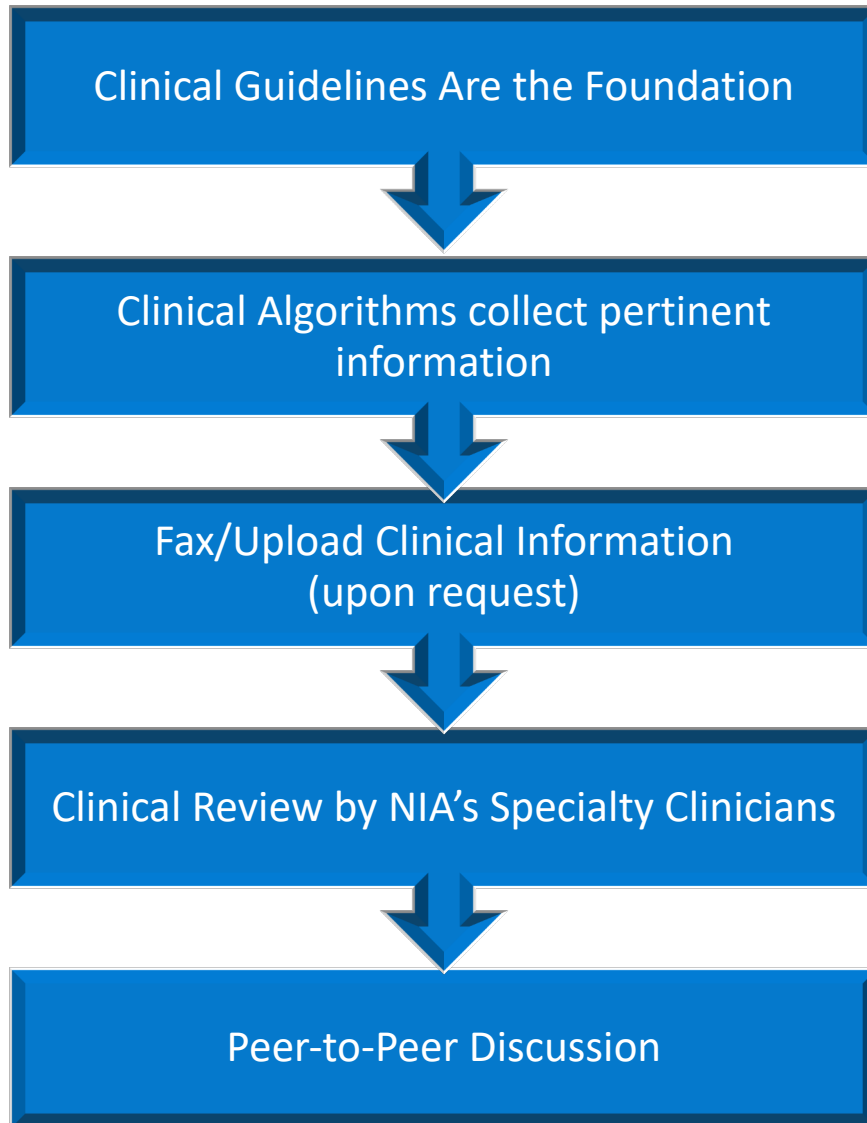 Clinical Guidelines Are the Foundation
Clinical Algorithms collect pertinent
information
Fax/Upload Clinical Information
(upon request)
Clinical Review by NIA’s Specialty Clinicians
Peer-to-Peer Discussion